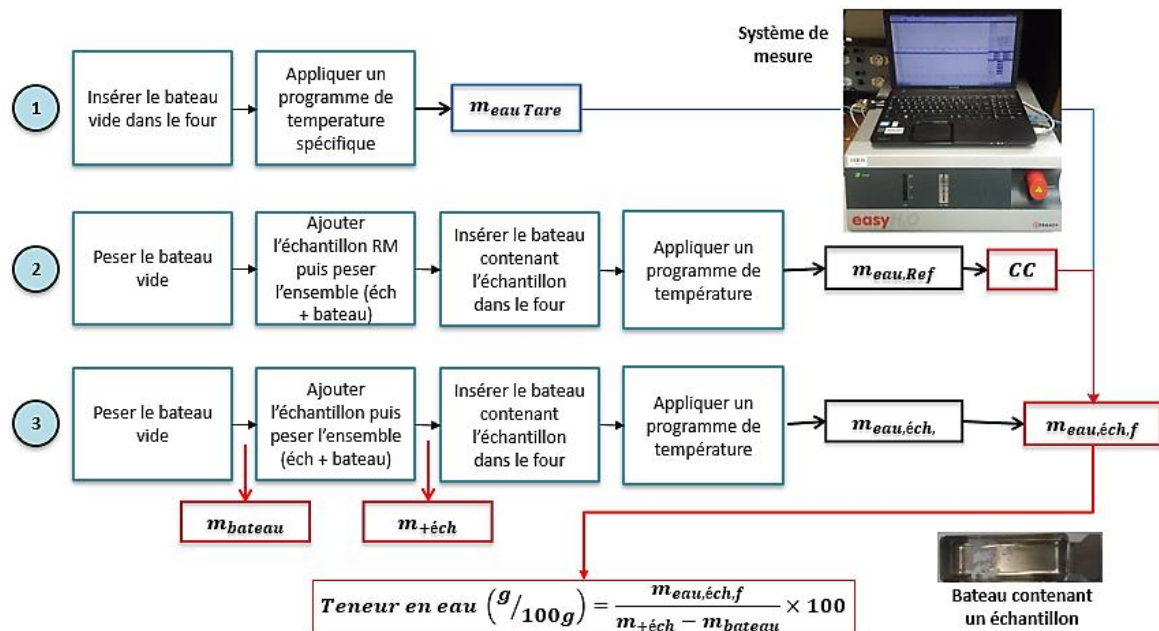 Système de
mesure
1
Insérer le bateau
vide dans le four
Appliquer un
programme de
temperature
spécifique
m_eau Tare
easyH2O
2
Peser le bateau
vide
Ajouter
l'échantillon RM
puis peser
l'ensemble (éch
+ bateau)
Insérer le bateau
contenant
l'échantillon
dans le four
Appliquer un
programme de
température
m_eau,Ref
CC
3
Peser le bateau
vide
Ajouter
l'échantillon puis
peser l'ensemble
(éch + bateau)
Insérer le bateau
contenant
l'échantillon
dans le four
Appliquer un
programme de
température
m_eau,éch,
m_eau,éch,f
m_bateau
m_+éch
Teneur en eau (g/100g) = m_eau,éch,f / (m_+éch − m_bateau) × 100
Bateau contenant
un échantillon